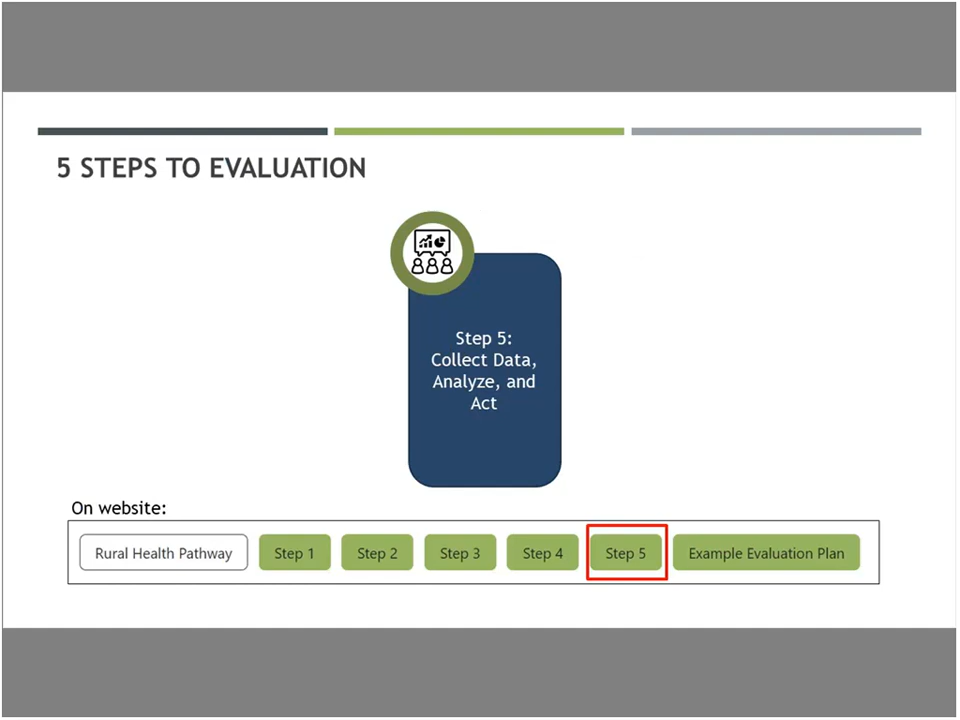 5 STEPS TO EVALUATION
Step 5:
Collect Data,
Analyze, and
Act
On website:
Rural Health Pathway
Step 1
Step 2
Step 3
Step 4
Step 5
Example Evaluation Plan